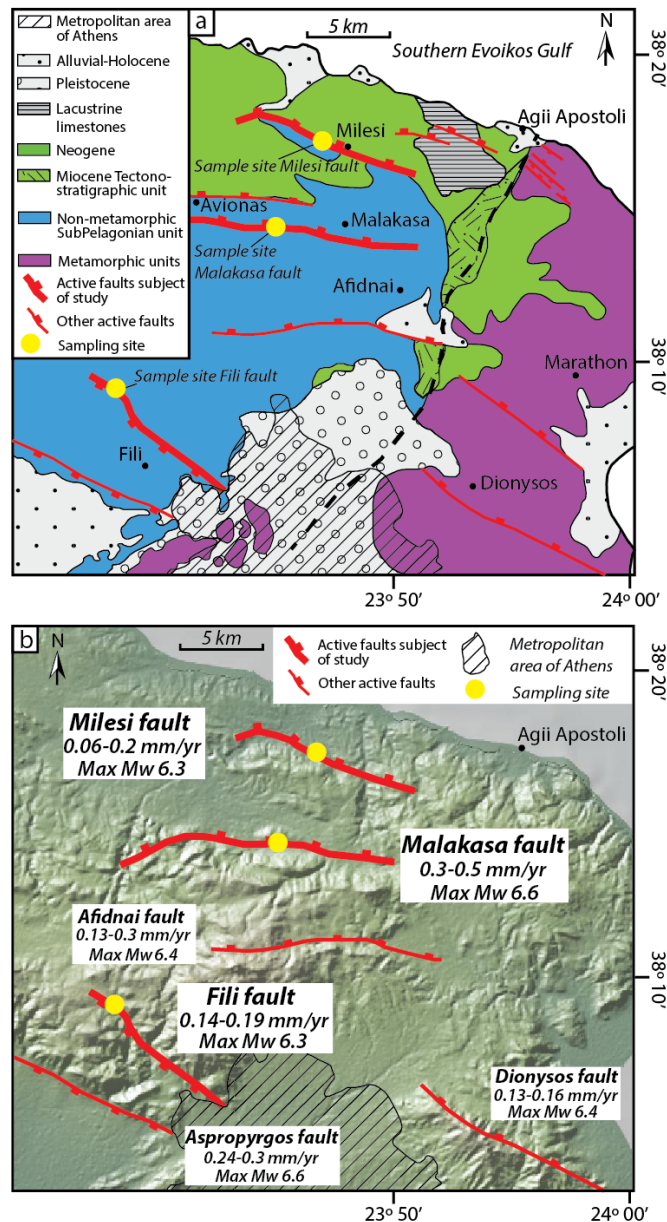 Metropolitan area
of Athens
Alluvial-Holocene
Pleistocene
Lacustrine
limestones
Neogene
Miocene Tectono-
stratigraphic unit
Non-metamorphic
SubPelagonian unit
Metamorphic units
Active faults subject
of study
Other active faults
Sampling site
a
5 km
Southern Evoikos Gulf
N
38º 20'
Agii Apostoli
Milesi
Sample site Milesi fault
Avionas
Malakasa
Sample site
Malakasa fault
Afidnai
38º 10'
Marathon
Sample site Fili fault
Fili
Dionysos
23º 50'
24º 00'
b
N
5 km
Active faults subject
of study
Other active faults
Metropolitan
area of Athens
Sampling site
38º 20'
Agii Apostoli
Milesi fault
0.06-0.2 mm/yr
Max Mw 6.3
Malakasa fault
0.3-0.5 mm/yr
Max Mw 6.6
Afidnai fault
0.13-0.3 mm/yr
Max Mw 6.4
38º 10'
Fili fault
0.14-0.19 mm/yr
Max Mw 6.3
Dionysos fault
0.13-0.16 mm/yr
Max Mw 6.4
Aspropyrgos fault
0.24-0.3 mm/yr
Max Mw 6.6
23º 50'
24º 00'